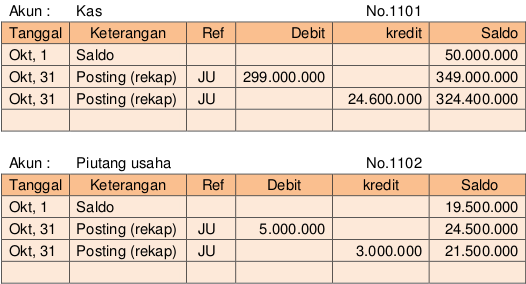 Akun : Kas No.1101
Tanggal Keterangan Ref Debit kredit Saldo
Okt, 1 Saldo 50.000.000
Okt, 31 Posting (rekap) JU 299.000.000 349.000.000
Okt, 31 Posting (rekap) JU 24.600.000 324.400.000
Akun : Piutang usaha No.1102
Tanggal Keterangan Ref Debit kredit Saldo
Okt, 1 Saldo 19.500.000
Okt, 31 Posting (rekap) JU 5.000.000 24.500.000
Okt, 31 Posting (rekap) JU 3.000.000 21.500.000